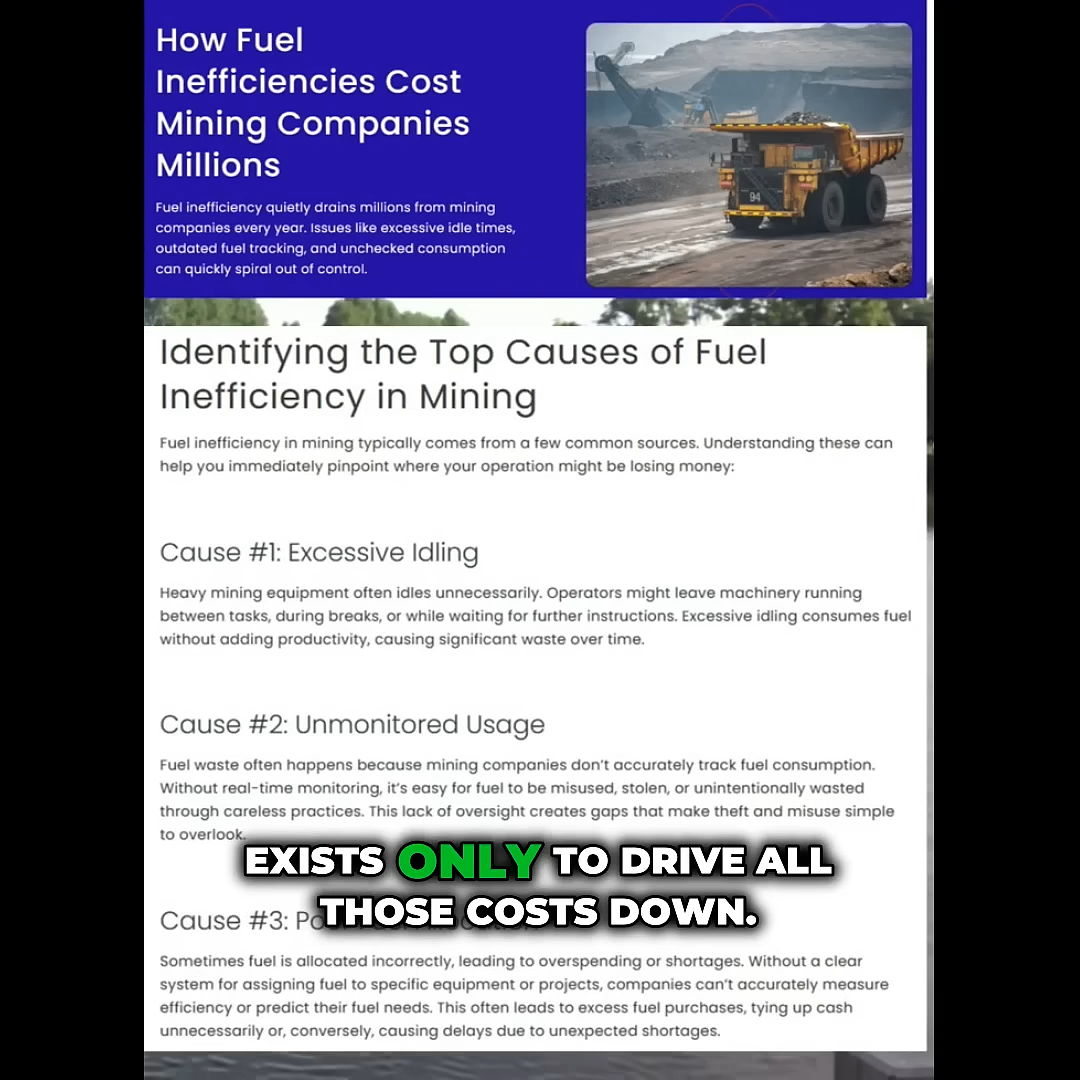 How Fuel
Inefficiencies Cost
Mining Companies
Millions
Fuel inefficiency quietly drains millions from mining
companies every year. Issues like excessive idle times,
outdated fuel tracking, and unchecked consumption
can quickly spiral out of control.
94
Identifying the Top Causes of Fuel
Inefficiency in Mining
Fuel inefficiency in mining typically comes from a few common sources. Understanding these can
help you immediately pinpoint where your operation might be losing money:
Cause #1: Excessive Idling
Heavy mining equipment often idles unnecessarily. Operators might leave machinery running
between tasks, during breaks, or while waiting for further instructions. Excessive idling consumes fuel
without adding productivity, causing significant waste over time.
Cause #2: Unmonitored Usage
Fuel waste often happens because mining companies don't accurately track fuel consumption.
Without real-time monitoring, it's easy for fuel to be misused, stolen, or unintentionally wasted
through careless practices. This lack of oversight creates gaps that make theft and misuse simple
to overlook.
EXISTS ONLY TO DRIVE ALL
THOSE COSTS DOWN.
Cause #3:
Sometimes fuel is allocated incorrectly, leading to overspending or shortages. Without a clear
system for assigning fuel to specific equipment or projects, companies can't accurately measure
efficiency or predict their fuel needs. This often leads to excess fuel purchases, tying up cash
unnecessarily or, conversely, causing delays due to unexpected shortages.